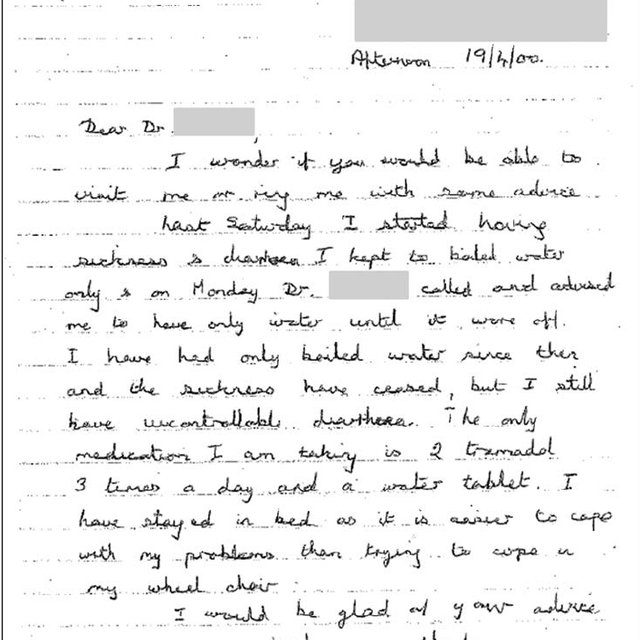 Afternoon 19/4/00.
Dear Dr ,
I wonder if you would be able to
visit me or ring me with some advice
Last Saturday I started having
sickness & diarrhoea I kept to boiled water
only & on Monday Dr. called and advised
me to have only water until it wore off.
I have had only boiled water since then
and the sickness have ceased, but I still
have uncontrollable diarrhoea. The only
medication I am taking is 2 tramadol
3 times a day and a water tablet. I
have stayed in bed as it is easier to cope
with my problems than trying to cope in
my wheel chair
I would be glad of your advice